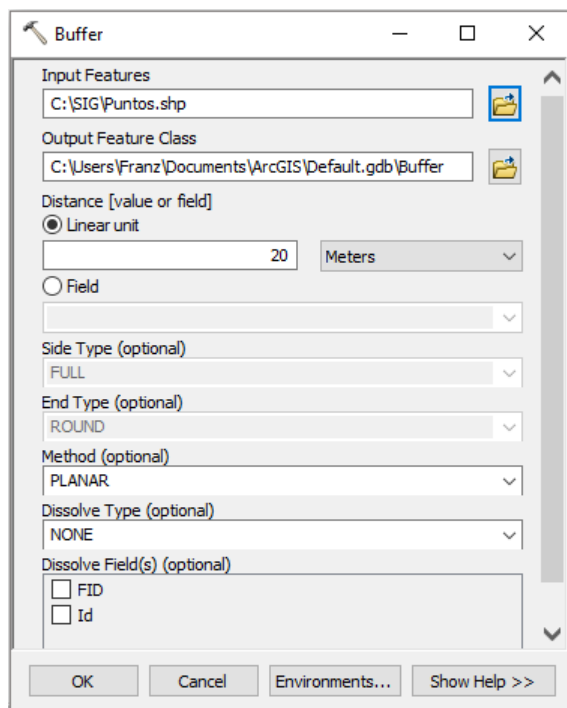 Buffer
Input Features
C:\SIG\Puntos.shp
Output Feature Class
C:\Users\Franz\Documents\ArcGIS\Default.gdb\Buffer
Distance [value or field]
Linear unit
20 Meters
Field
Side Type (optional)
FULL
End Type (optional)
ROUND
Method (optional)
PLANAR
Dissolve Type (optional)
NONE
Dissolve Field(s) (optional)
FID
Id
OK Cancel Environments... Show Help >>